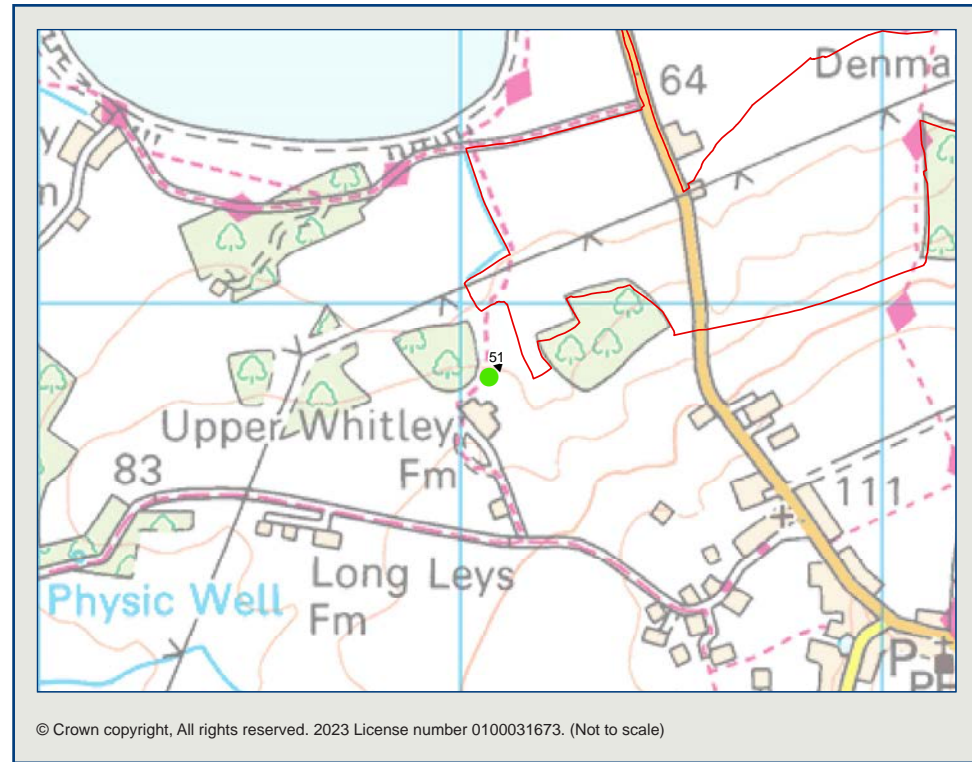 64
Denma
y
m
51
Upper Whitley
Fm
83
111
Long Leys
Fm
Physic Well
P
PH
© Crown copyright, All rights reserved. 2023 License number 0100031673. (Not to scale)